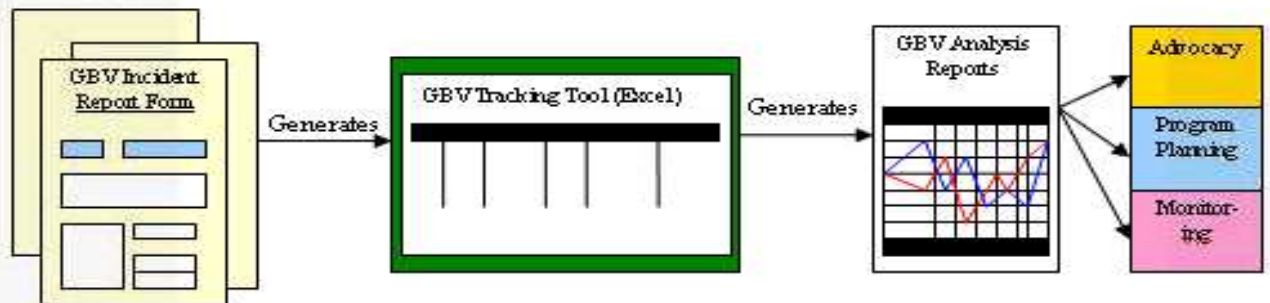 GBV Incident
Report Form
Generates
GBV Tracking Tool (Excel)
Generates
GBV Analysis
Reports
Advocacy
Program
Planning
Monitor-
ing